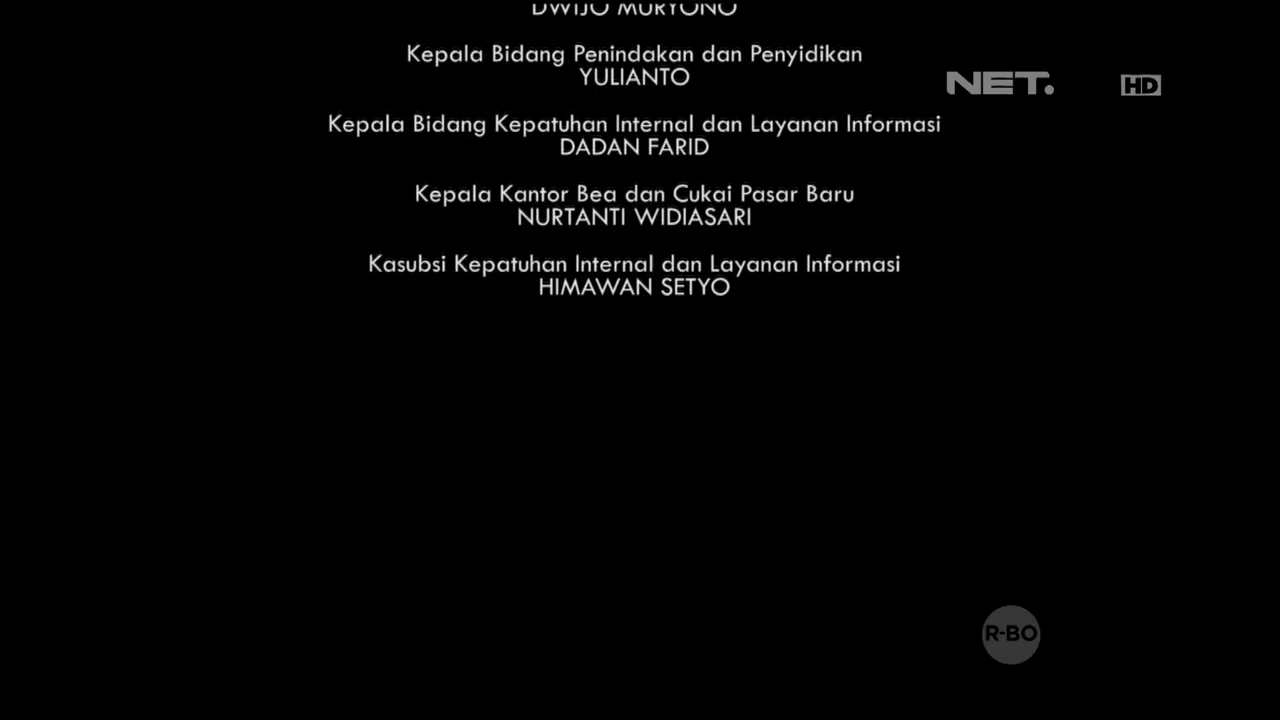 DWIJO MURYONO
Kepala Bidang Penindakan dan Penyidikan
YULIANTO
Kepala Bidang Kepatuhan Internal dan Layanan Informasi
DADAN FARID
Kepala Kantor Bea dan Cukai Pasar Baru
NURTANTI WIDIASARI
Kasubsi Kepatuhan Internal dan Layanan Informasi
HIMAWAN SETYO
NET.
HD
R-BO